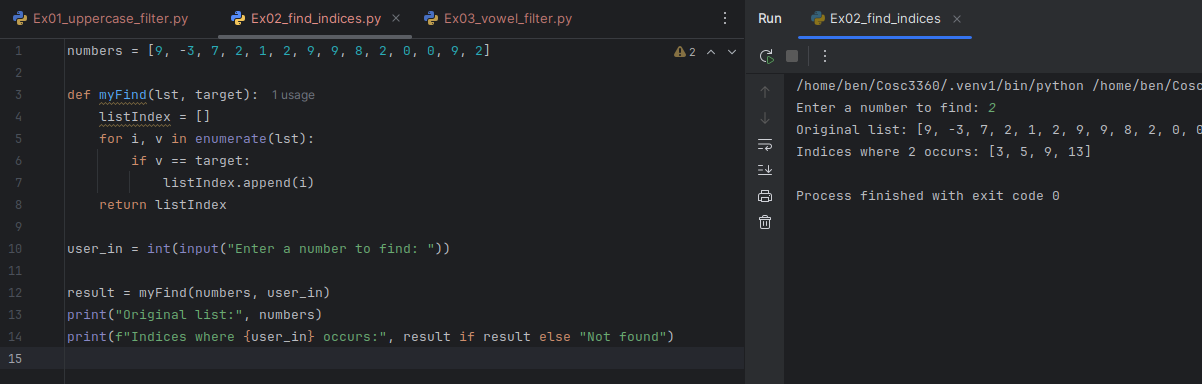 Ex01_uppercase_filter.py Ex02_find_indices.py Ex03_vowel_filter.py
1 numbers = [9, -3, 7, 2, 1, 2, 9, 9, 8, 2, 0, 0, 9, 2]
2
3 def myFind(lst, target): 1 usage
4     listIndex = []
5     for i, v in enumerate(lst):
6         if v == target:
7             listIndex.append(i)
8     return listIndex
9
10 user_in = int(input("Enter a number to find: "))
11
12 result = myFind(numbers, user_in)
13 print("Original list:", numbers)
14 print(f"Indices where {user_in} occurs:", result if result else "Not found")
15
2
Run Ex02_find_indices
/home/ben/Cosc3360/.venv1/bin/python /home/ben/Cosc
Enter a number to find: 2
Original list: [9, -3, 7, 2, 1, 2, 9, 9, 8, 2, 0, 0
Indices where 2 occurs: [3, 5, 9, 13]
Process finished with exit code 0